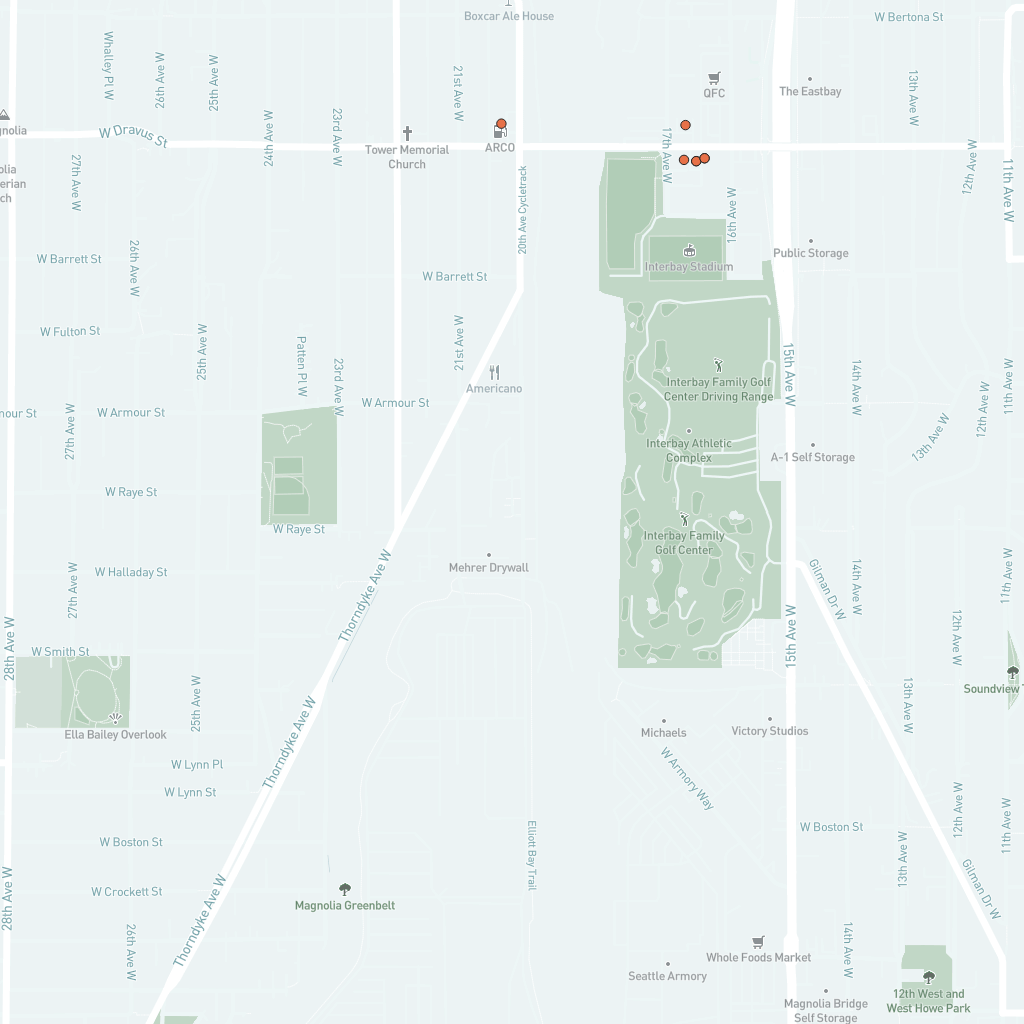 Boxcar Ale House
W Bertona St
Whalley Pl W
26th Ave W
25th Ave W
21st Ave W
QFC
The Eastbay
13th Ave W
24th Ave W
23rd Ave W
W Dravus St
Tower Memorial
Church
ARCO
17th Ave W
12th Ave W
11th Ave W
27th Ave W
20th Ave Cycletrack
16th Ave W
26th Ave W
W Barrett St
W Barrett St
Interbay Stadium
Public Storage
W Fulton St
25th Ave W
Patten Pl W
23rd Ave W
21st Ave W
Americano
Interbay Family Golf
Center Driving Range
15th Ave W
14th Ave W
12th Ave W
11th Ave W
W Armour St
W Armour St
27th Ave W
13th Ave W
Interbay Athletic
Complex
A-1 Self Storage
W Raye St
W Raye St
Interbay Family
Golf Center
Mehrer Drywall
W Halladay St
27th Ave W
Thorndyke Ave W
Gilman Dr W
14th Ave W
11th Ave W
28th Ave W
W Smith St
15th Ave W
12th Ave W
25th Ave W
13th Ave W
Ella Bailey Overlook
Thorndyke Ave W
Michaels
Victory Studios
W Lynn Pl
W Lynn St
W Armory Way
12th Ave W
11th Ave W
W Boston St
W Boston St
Elliott Bay Trail
13th Ave W
28th Ave W
W Crockett St
Magnolia Greenbelt
Gilman Dr W
26th Ave W
Thorndyke Ave W
14th Ave W
Whole Foods Market
Seattle Armory
Magnolia Bridge
Self Storage
12th West and
West Howe Park